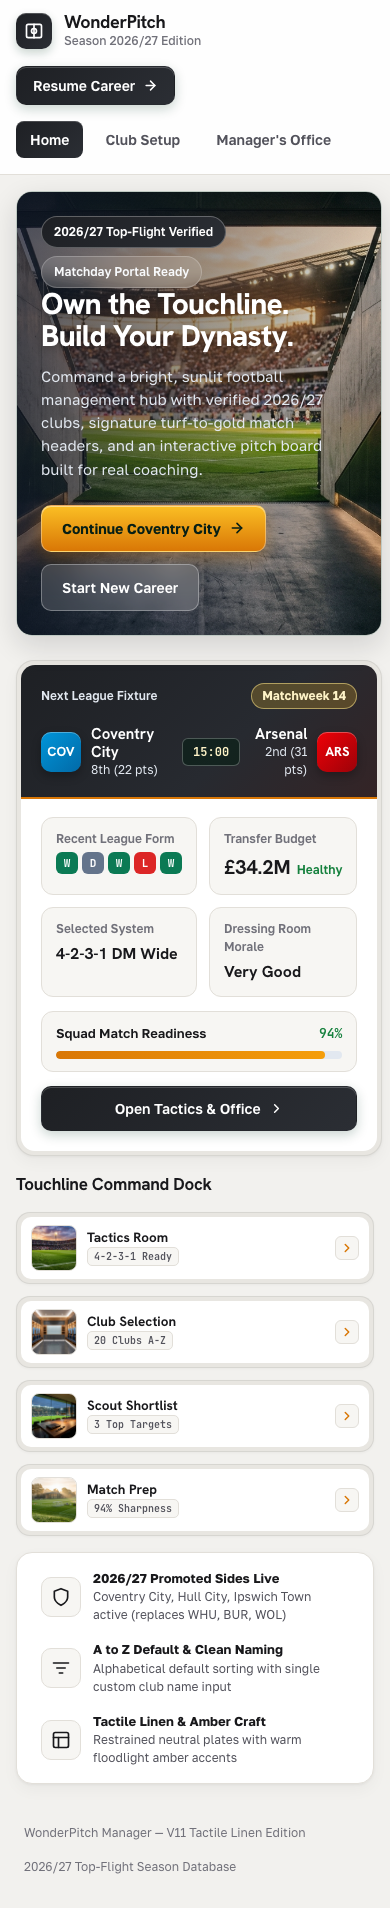 WonderPitch
Season 2026/27 Edition
Resume Career
Home
Club Setup
Manager's Office
2026/27 Top-Flight Verified
Matchday Portal Ready
Own the Touchline.
Build Your Dynasty.
Command a bright, sunlit football
management hub with verified 2026/27
clubs, signature turf-to-gold match
headers, and an interactive pitch board
built for real coaching.
Continue Coventry City
Start New Career
Next League Fixture
Matchweek 14
COV
Coventry
City
8th (22 pts)
15:00
Arsenal
2nd (31
pts)
ARS
Recent League Form
W D W L W
Transfer Budget
£34.2M Healthy
Selected System
4-2-3-1 DM Wide
Dressing Room
Morale
Very Good
Squad Match Readiness
94%
Open Tactics & Office
Touchline Command Dock
Tactics Room
4-2-3-1 Ready
Club Selection
20 Clubs A-Z
Scout Shortlist
3 Top Targets
Match Prep
94% Sharpness
2026/27 Promoted Sides Live
Coventry City, Hull City, Ipswich Town
active (replaces WHU, BUR, WOL)
A to Z Default & Clean Naming
Alphabetical default sorting with single
custom club name input
Tactile Linen & Amber Craft
Restrained neutral plates with warm
floodlight amber accents
WonderPitch Manager — V11 Tactile Linen Edition
2026/27 Top-Flight Season Database